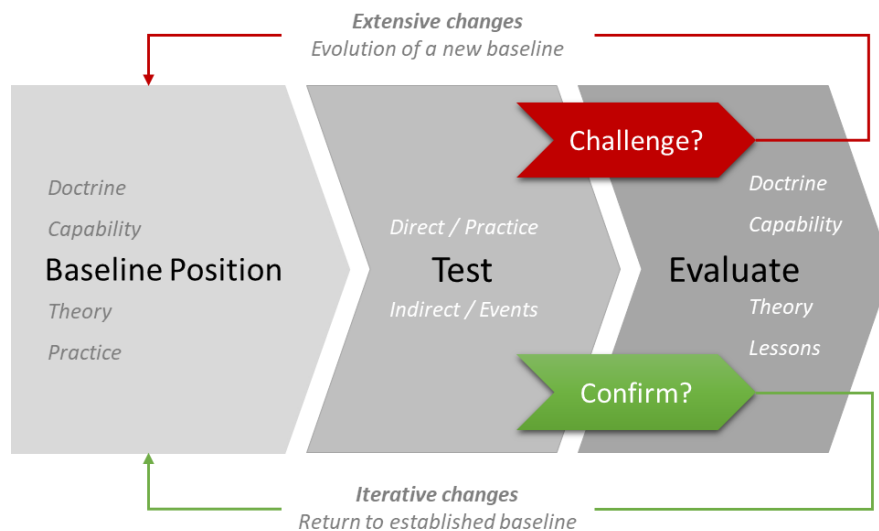 Extensive changes
Evolution of a new baseline
Challenge?
Doctrine
Capability
Baseline Position
Theory
Practice
Direct / Practice
Test
Indirect / Events
Doctrine
Capability
Evaluate
Theory
Lessons
Confirm?
Iterative changes
Return to established baseline